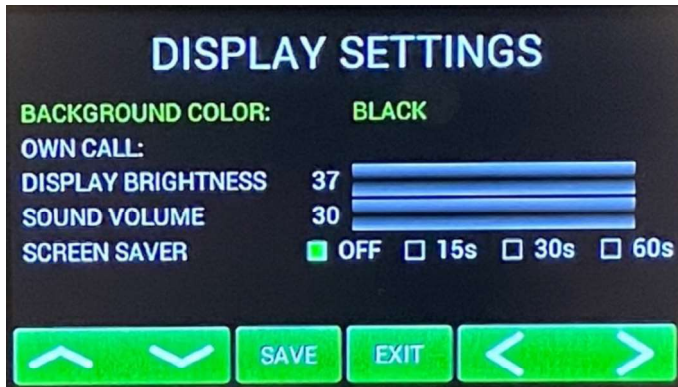 DISPLAY SETTINGS
BACKGROUND COLOR: BLACK
OWN CALL:
DISPLAY BRIGHTNESS 37
SOUND VOLUME 30
SCREEN SAVER OFF 15s 30s 60s
SAVE EXIT